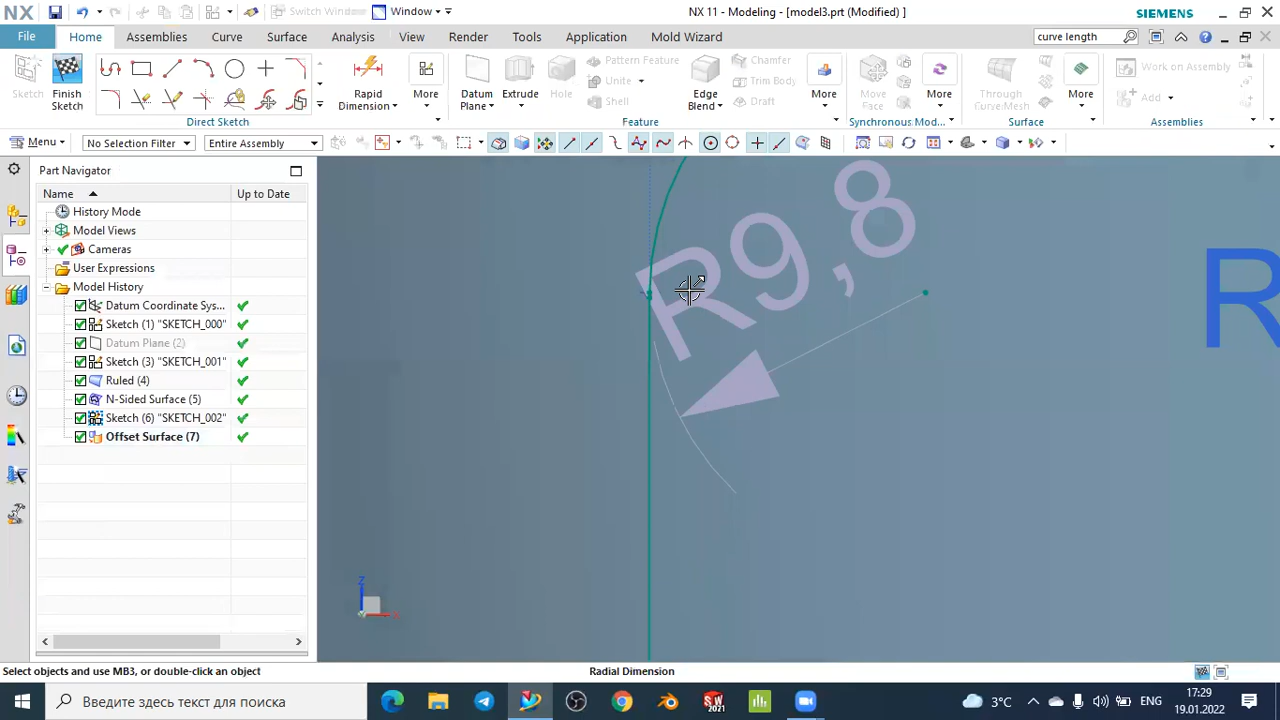 NX Switch Window Window NX 11 - Modeling - [model3.prt (Modified) ] SIEMENS
File Home Assemblies Curve Surface Analysis View Render Tools Application Mold Wizard curve length
Sketch Finish Sketch Rapid Dimension More Datum Plane Extrude Hole Pattern Feature Unite Shell Edge Blend Chamfer Trim Body Draft More Move Face More Through Curve Mesh More Work on Assembly Add
Direct Sketch Feature Synchronous Mod... Surface Assemblies
Menu No Selection Filter Entire Assembly
Part Navigator
Name Up to Date
History Mode
Model Views
Cameras
User Expressions
Model History
Datum Coordinate Sys...
Sketch (1) "SKETCH_000"
Datum Plane (2)
Sketch (3) "SKETCH_001"
Ruled (4)
N-Sided Surface (5)
Sketch (6) "SKETCH_002"
Offset Surface (7)
R9,8
R
Z
Select objects and use MB3, or double-click an object Radial Dimension
Введите здесь текст для поиска SW 2021 3°C ENG 17:29
19.01.2022